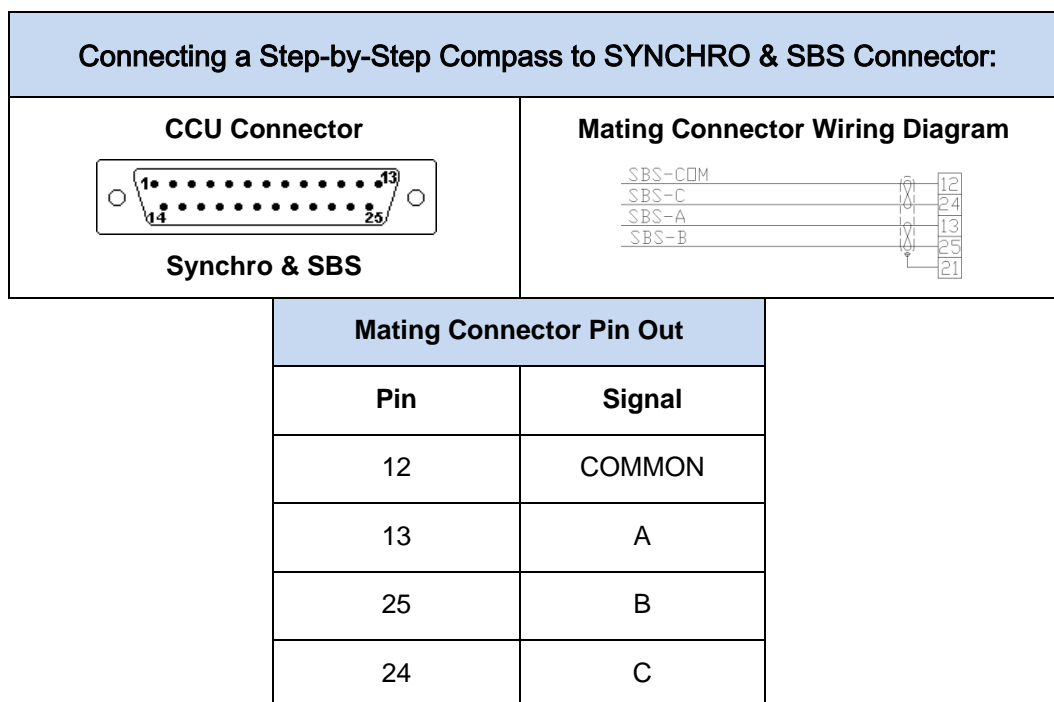 Connecting a Step-by-Step Compass to SYNCHRO & SBS Connector:
CCU Connector
1 13
14 25
Synchro & SBS
Mating Connector Wiring Diagram
SBS-COM 12
SBS-C 24
SBS-A 13
SBS-B 25
21
Mating Connector Pin Out
Pin Signal
12 COMMON
13 A
25 B
24 C